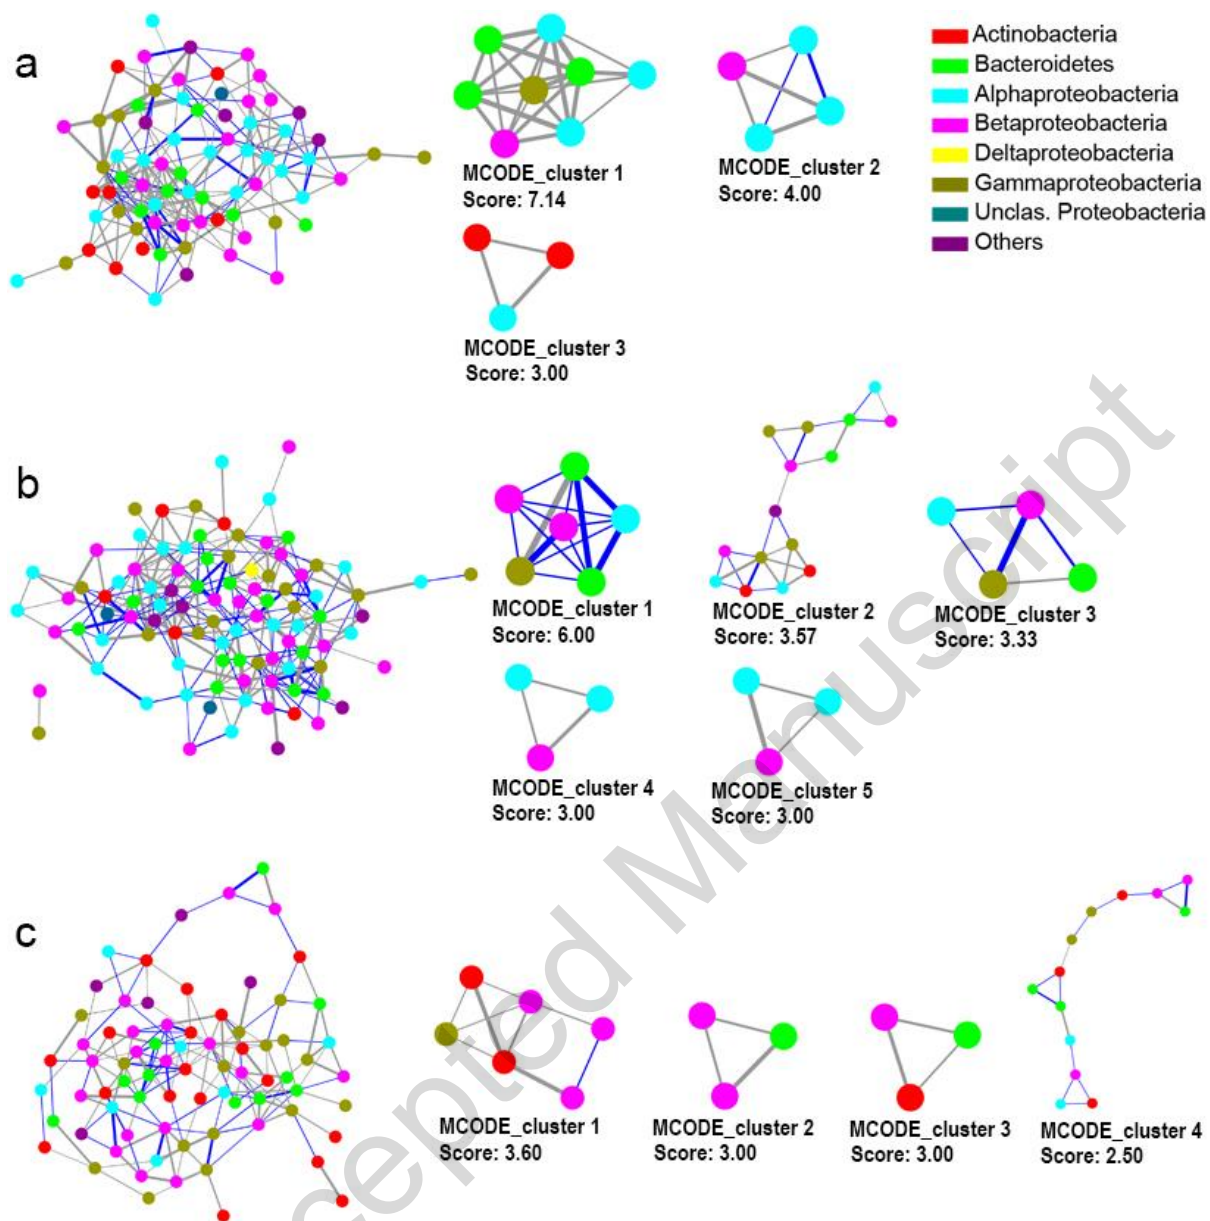 a
MCODE_cluster 1
Score: 7.14
MCODE_cluster 2
Score: 4.00
MCODE_cluster 3
Score: 3.00
Actinobacteria
Bacteroidetes
Alphaproteobacteria
Betaproteobacteria
Deltaproteobacteria
Gammaproteobacteria
Unclas. Proteobacteria
Others
b
MCODE_cluster 1
Score: 6.00
MCODE_cluster 2
Score: 3.57
MCODE_cluster 3
Score: 3.33
MCODE_cluster 4
Score: 3.00
MCODE_cluster 5
Score: 3.00
c
MCODE_cluster 1
Score: 3.60
MCODE_cluster 2
Score: 3.00
MCODE_cluster 3
Score: 3.00
MCODE_cluster 4
Score: 2.50
cepted Manuscript